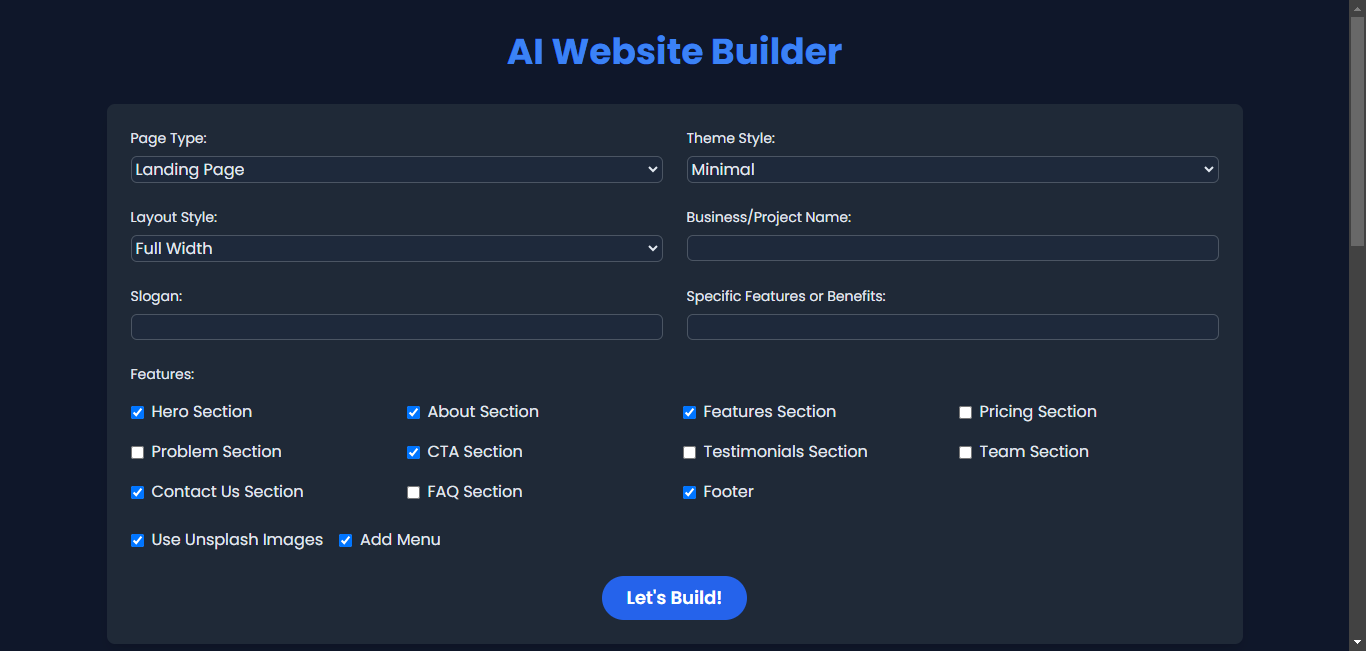 AI Website Builder
Page Type:
Theme Style:
Landing Page
Minimal
Layout Style:
Business/Project Name:
Full Width
Slogan:
Specific Features or Benefits:
Features:
Hero Section
About Section
Features Section
Pricing Section
Problem Section
CTA Section
Testimonials Section
Team Section
Contact Us Section
FAQ Section
Footer
Use Unsplash Images
Add Menu
Let's Build!